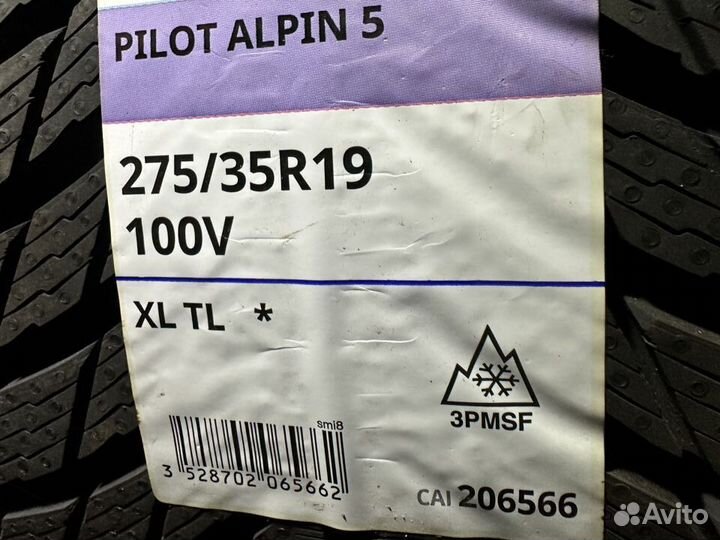 PILOT ALPIN 5
275/35R19
100V
XL TL *
3PMSF
smi8
3 528702 065662
CAI 206566
Avito